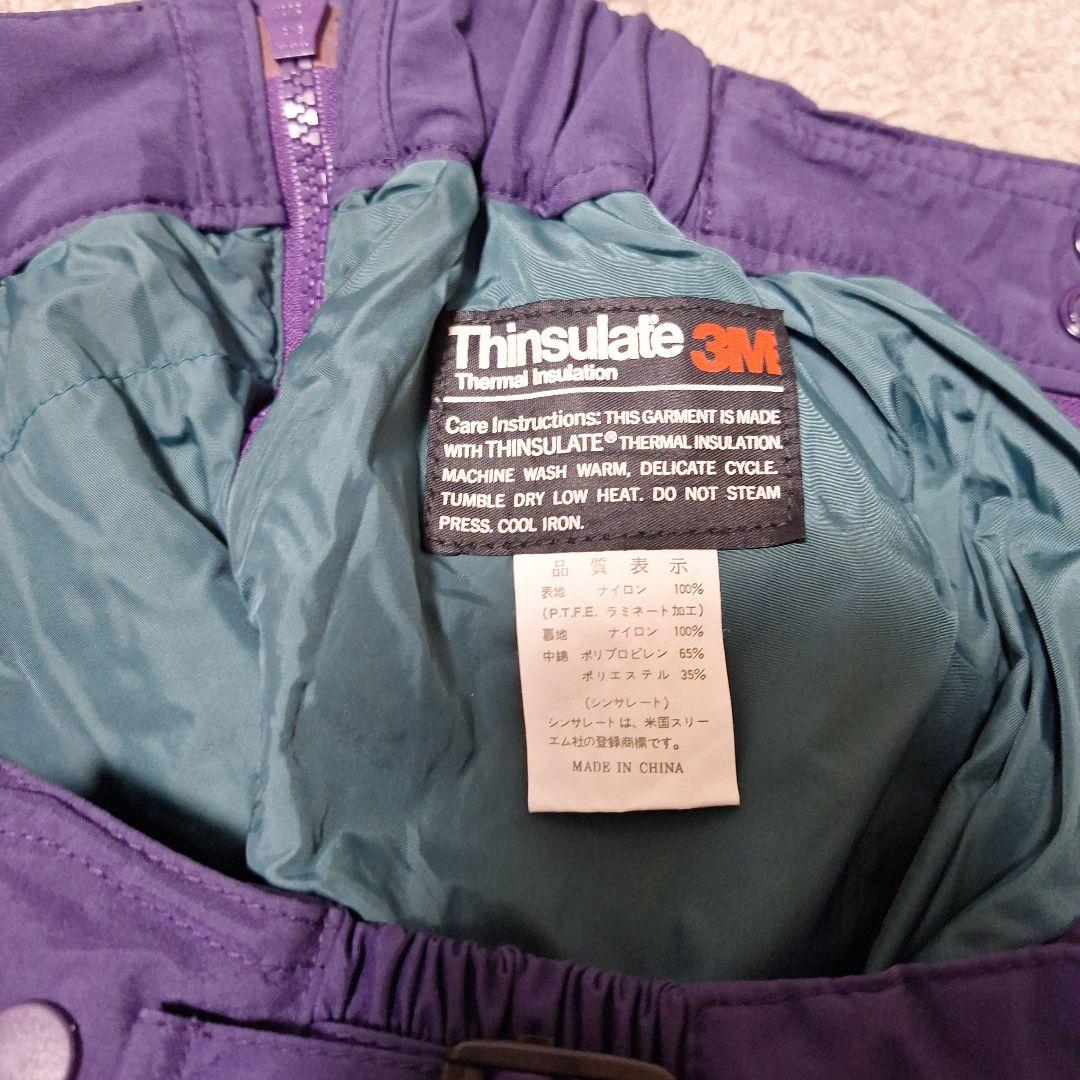 Thinsulate 3M
Thermal Insulation
Care Instructions: THIS GARMENT IS MADE
WITH THINSULATE® THERMAL INSULATION.
MACHINE WASH WARM, DELICATE CYCLE.
TUMBLE DRY LOW HEAT. DO NOT STEAM
PRESS. COOL IRON.
品質表示
表地 ナイロン 100%
(P.T.F.E. ラミネート加工)
裏地 ナイロン 100%
中綿 ポリプロピレン 65%
ポリエステル 35%
(シンサレート)
シンサレートは、米国スリー
エム社の登録商標です。
MADE IN CHINA